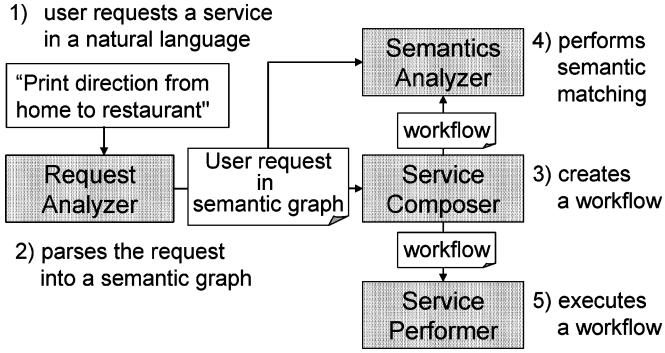 1) user requests a service
in a natural language
“Print direction from
home to restaurant"
Request
Analyzer
2) parses the request
into a semantic graph
User request
in
semantic graph
Semantics
Analyzer
4) performs
semantic
matching
workflow
Service
Composer
3) creates
a workflow
workflow
Service
Performer
5) executes
a workflow